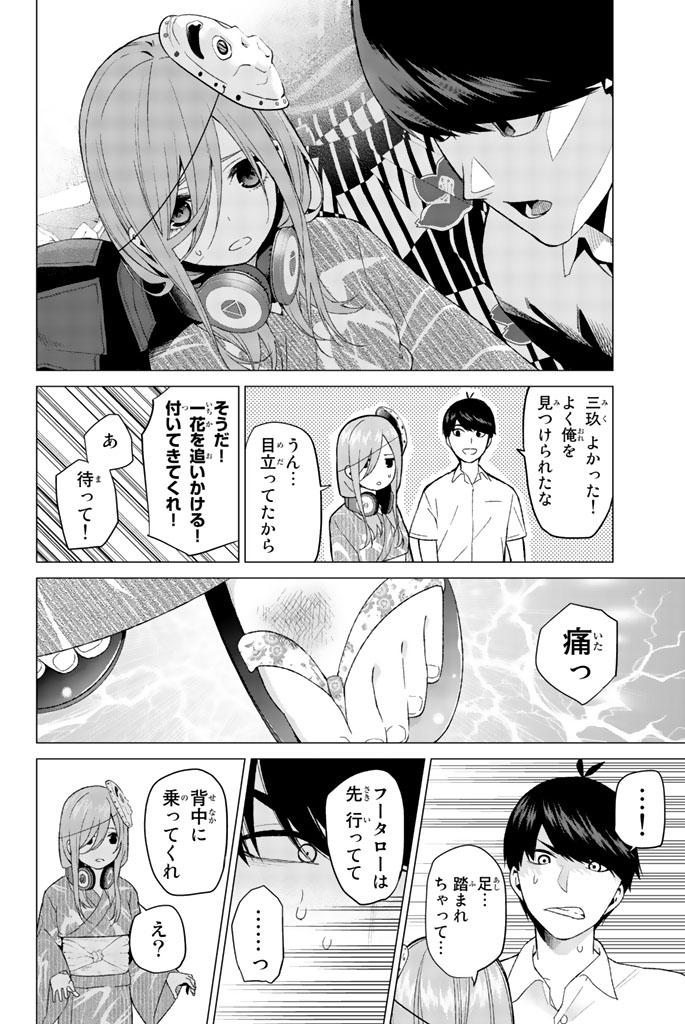 三玖 よかった！
よく俺を
見つけられたな
うん…
目立ってたから
そうだ！
一花を追いかける！
付いてきてくれ！
あ
待って！
痛っ
…！
足…
踏まれ
ちゃって…
フータローは
先 行ってて
……っ
背中に
乗ってくれ
え？